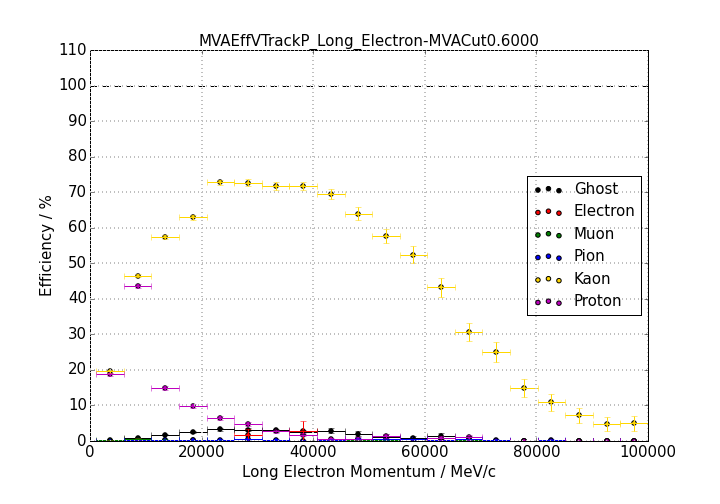 MVAEffVTrackP_Long_Electron-MVACut0.6000
110
100
90
80
70
60
50
40
30
20
10
0
Efficiency / %
Ghost
Electron
Muon
Pion
Kaon
Proton
0 20000 40000 60000 80000 100000
Long Electron Momentum / MeV/c